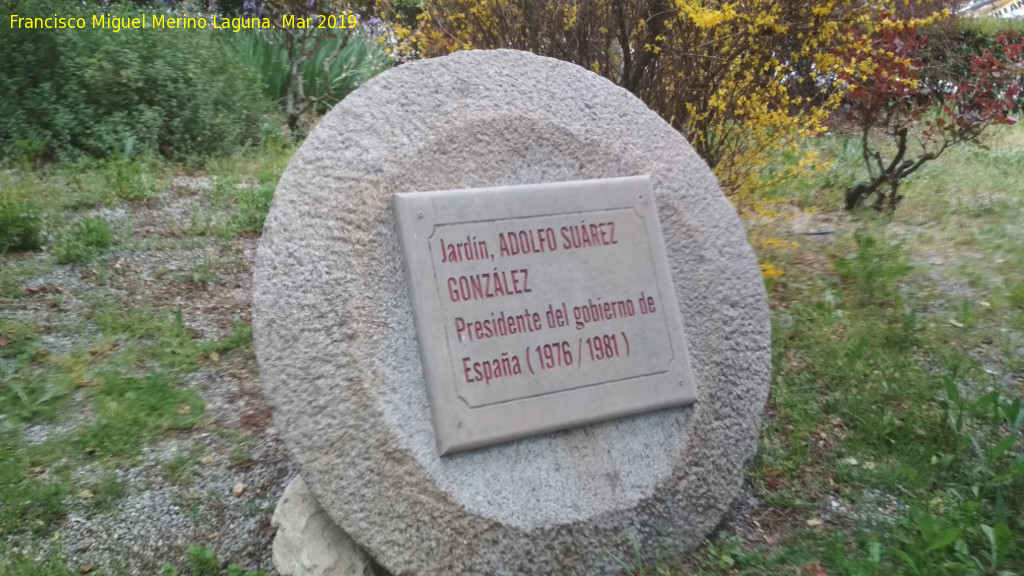 Francisco Miguel Merino Laguna. Mar.2019
Jardín, ADOLFO SUÁREZ
GONZÁLEZ
Presidente del gobierno de
España ( 1976 / 1981 )